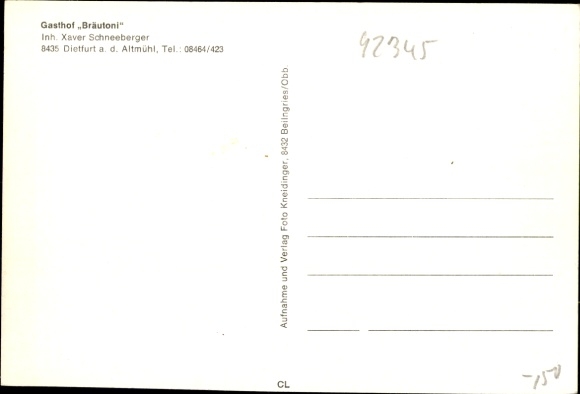 Gasthof „Bräutoni“
Inh. Xaver Schneeberger
8435 Dietfurt a. d. Altmühl, Tel.: 08464/423
42345
Aufnahme und Verlag Foto Kneidinger, 8432 Beilngries/Obb
CL
-150